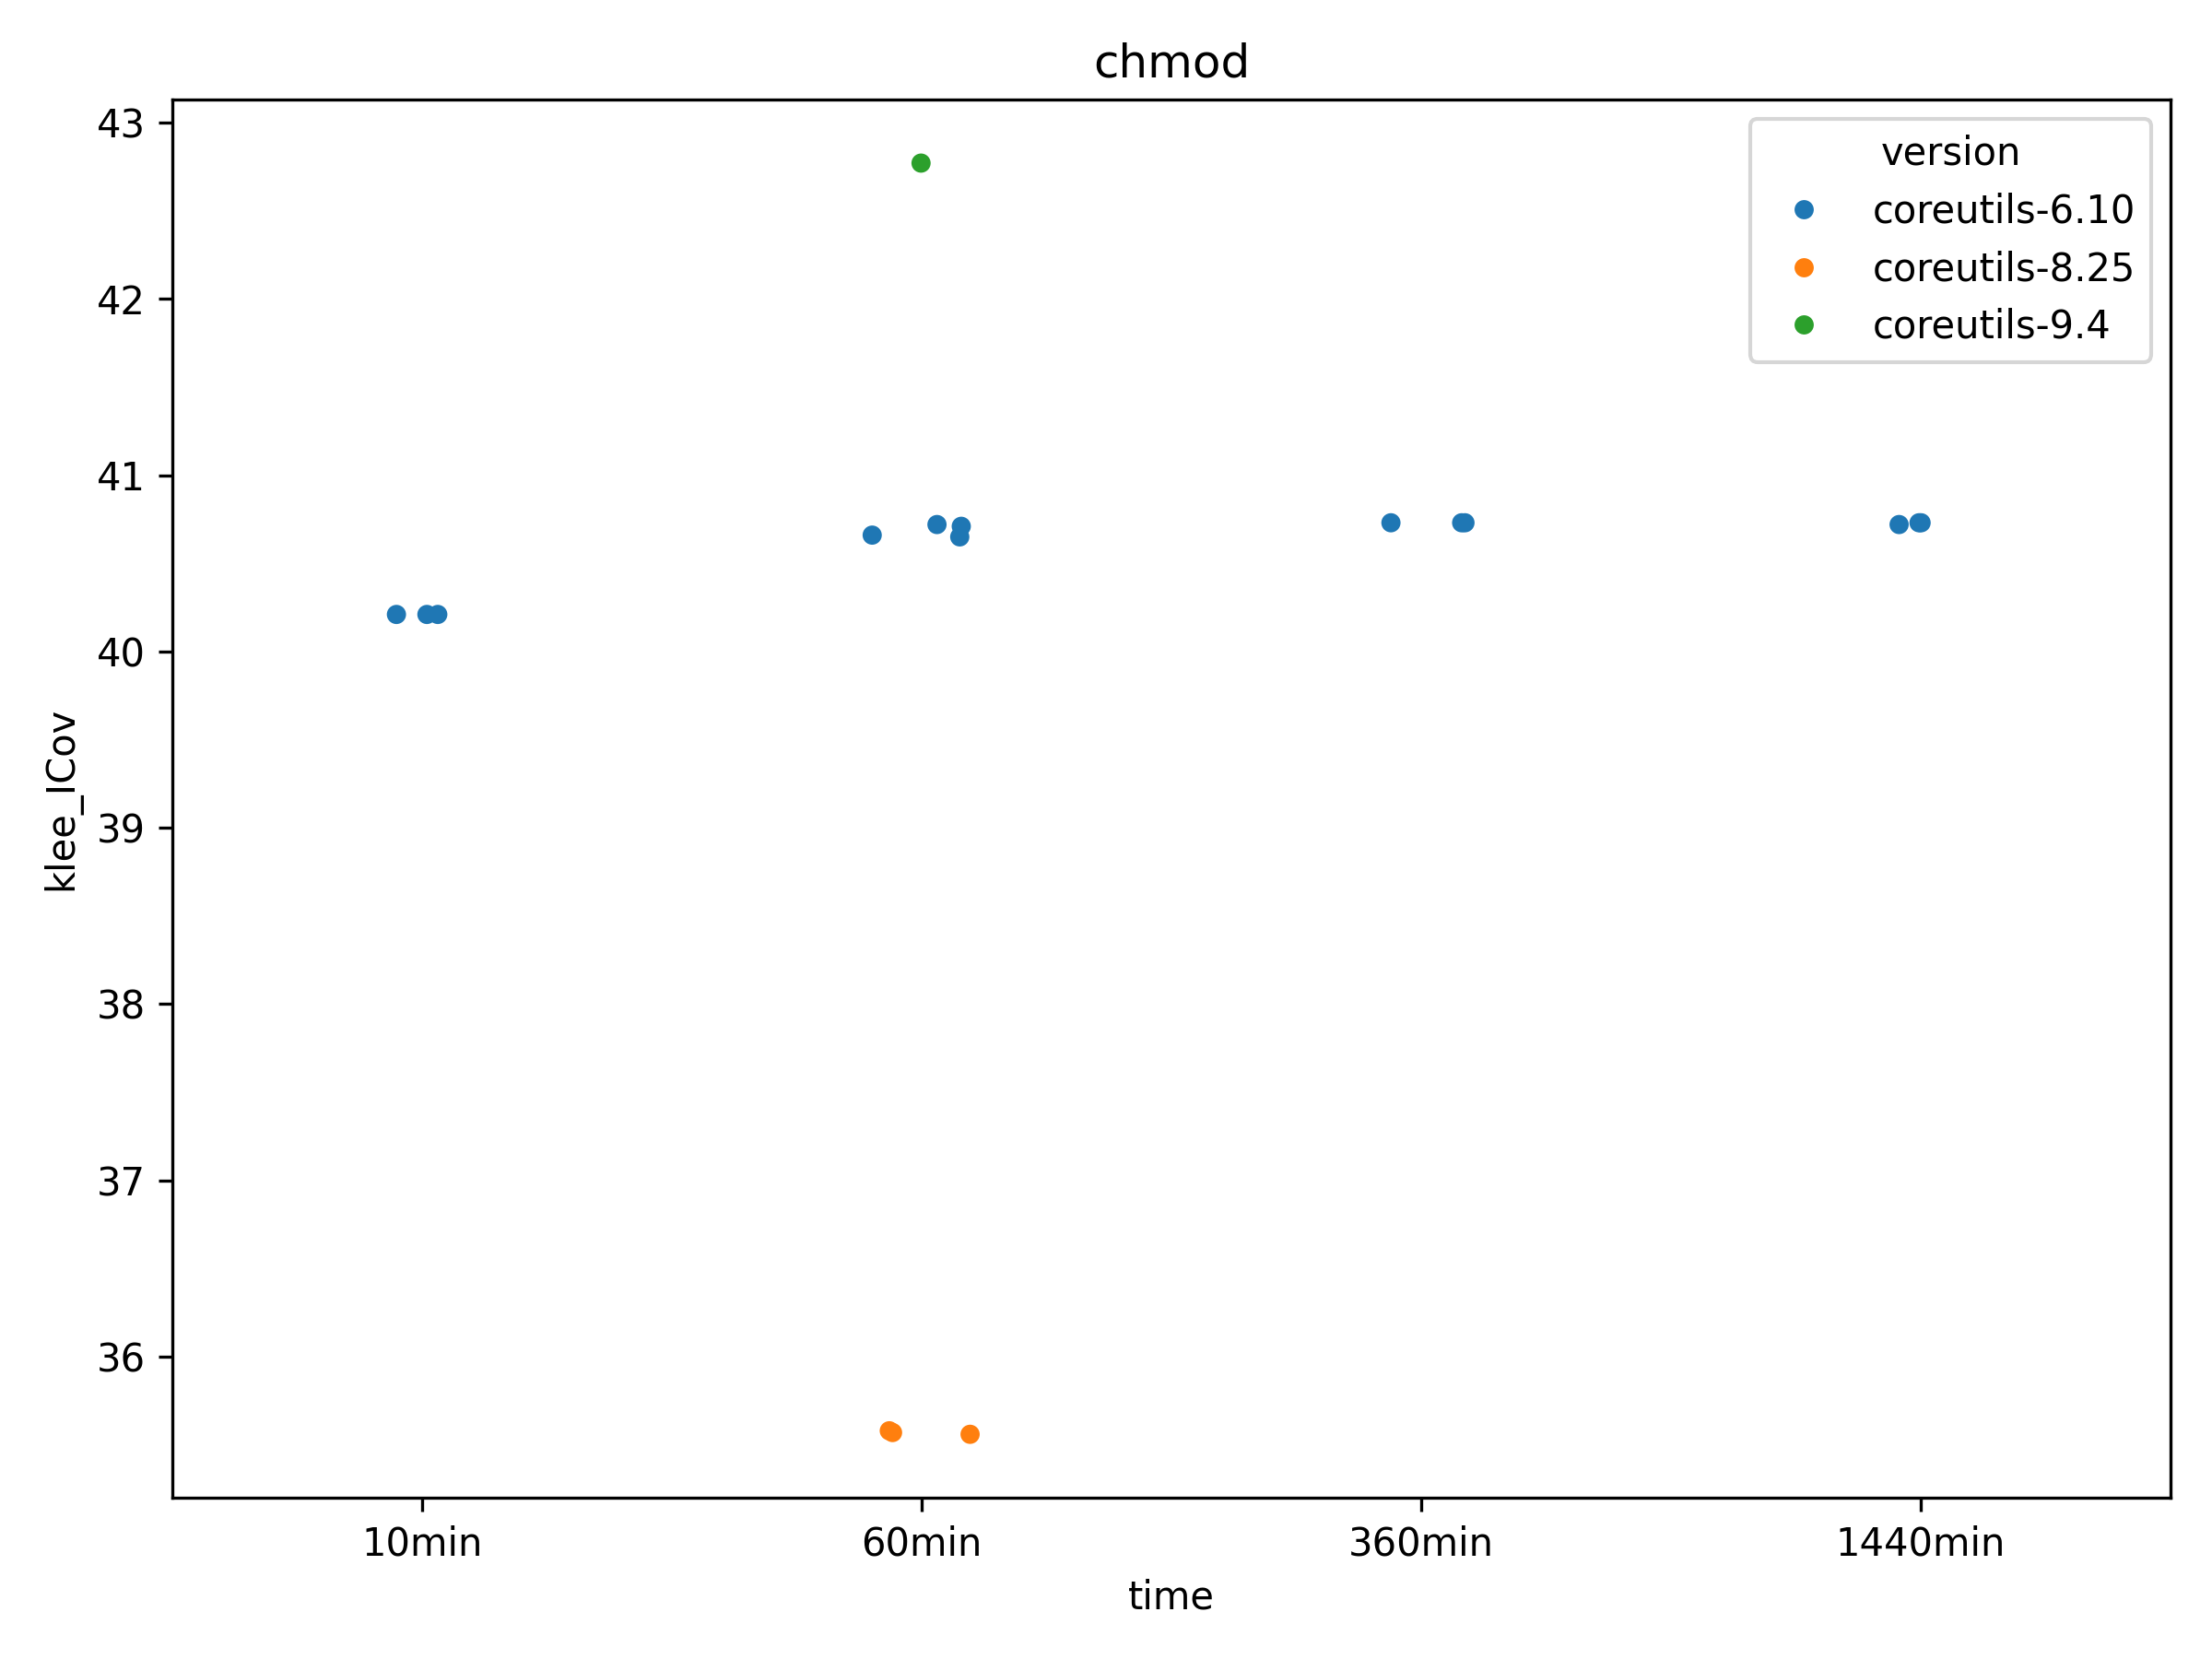 chmod
43
42
41
40
39
38
37
36
klee_ICov
version
coreutils-6.10
coreutils-8.25
coreutils-9.4
10min
60min
360min
1440min
time